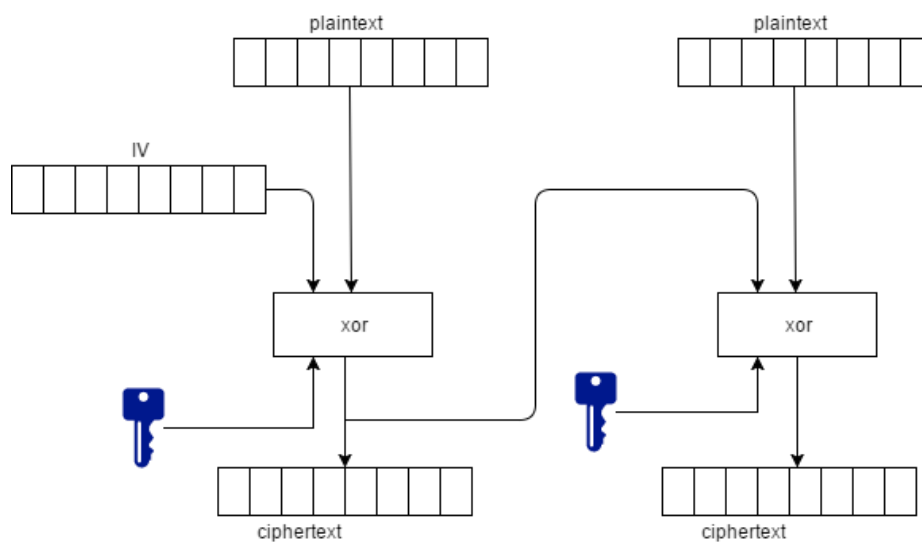 plaintext
plaintext
IV
xor
xor
ciphertext
ciphertext